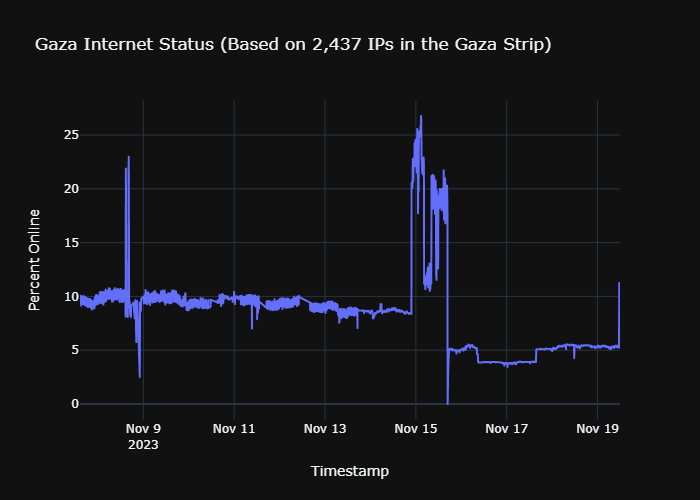 Gaza Internet Status (Based on 2,437 IPs in the Gaza Strip)
Percent Online
25
20
15
10
5
0
Nov 9
2023
Nov 11
Nov 13
Nov 15
Nov 17
Nov 19
Timestamp